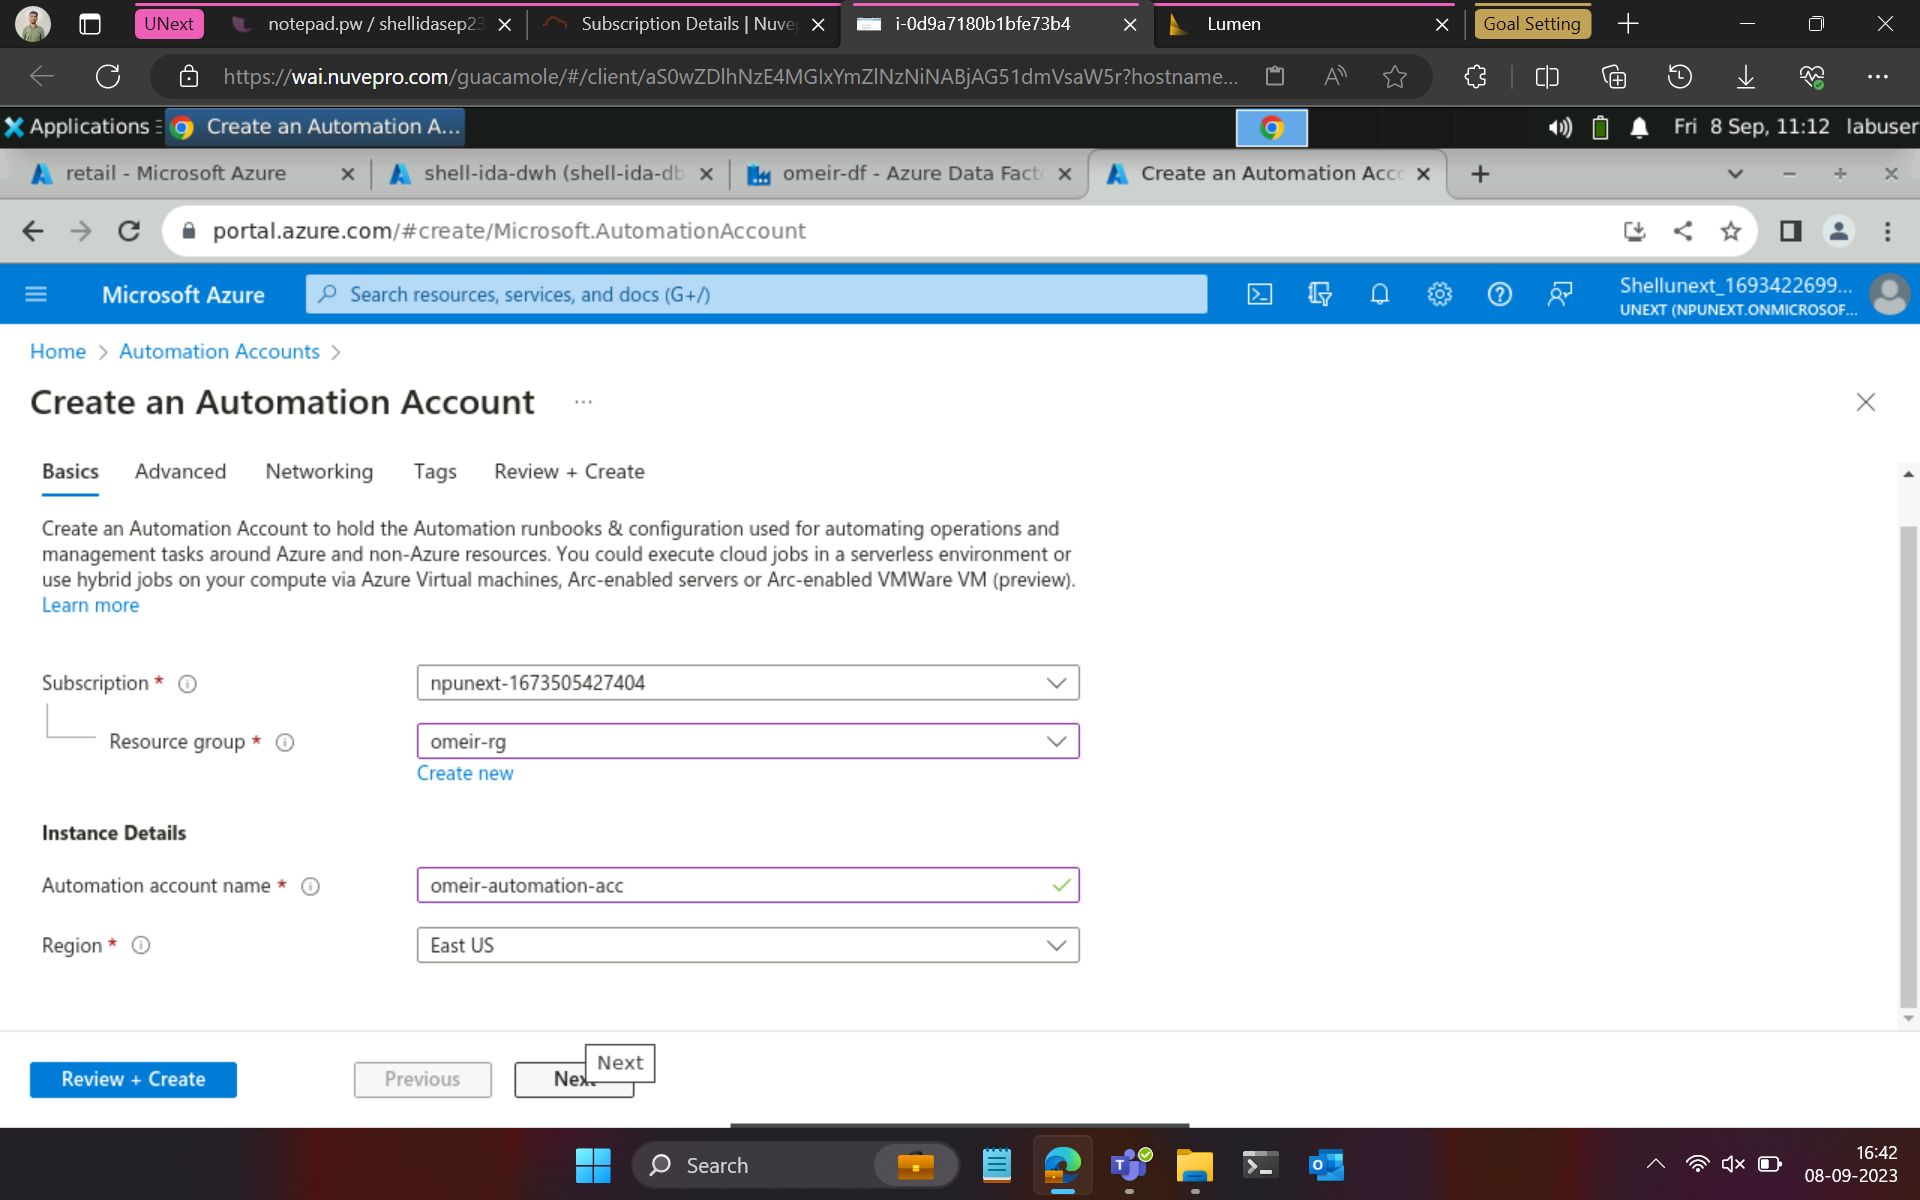 UNext
notepad.pw / shellidasep23
Subscription Details | Nuvep
i-0d9a7180b1bfe73b4
Lumen
Goal Setting
https://wai.nuvepro.com/guacamole/#/client/aS0wZDlhNzE4MGIxYmZlNzNiNABjAG51dmVsaW5r?hostname...
Applications
Create an Automation A...
Fri 8 Sep, 11:12 labuser
retail - Microsoft Azure
shell-ida-dwh (shell-ida-db
omeir-df - Azure Data Facto
Create an Automation Acc
portal.azure.com/#create/Microsoft.AutomationAccount
Microsoft Azure
Search resources, services, and docs (G+/)
Shellunext_1693422699...
UNEXT (NPUNEXT.ONMICROSOF...
Home > Automation Accounts >
Create an Automation Account ...
Basics Advanced Networking Tags Review + Create
Create an Automation Account to hold the Automation runbooks & configuration used for automating operations and
management tasks around Azure and non-Azure resources. You could execute cloud jobs in a serverless environment or
use hybrid jobs on your compute via Azure Virtual machines, Arc-enabled servers or Arc-enabled VMWare VM (preview).
Learn more
Subscription *
npunext-1673505427404
Resource group *
omeir-rg
Create new
Instance Details
Automation account name *
omeir-automation-acc
Region *
East US
Review + Create
Previous
Next
Next
Search
16:42
08-09-2023